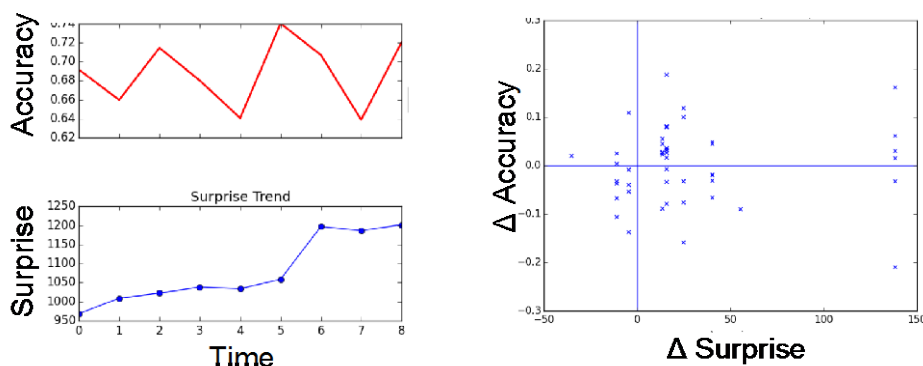 Accuracy
0.74
0.72
0.70
0.68
0.66
0.64
0.62
Surprise Trend
Surprise
1250
1200
1150
1100
1050
1000
950
0 1 2 3 4 5 6 7 8
Time
Δ Accuracy
0.3
0.2
0.1
0.0
−0.1
−0.2
−0.3
−50 0 50 100 150
Δ Surprise